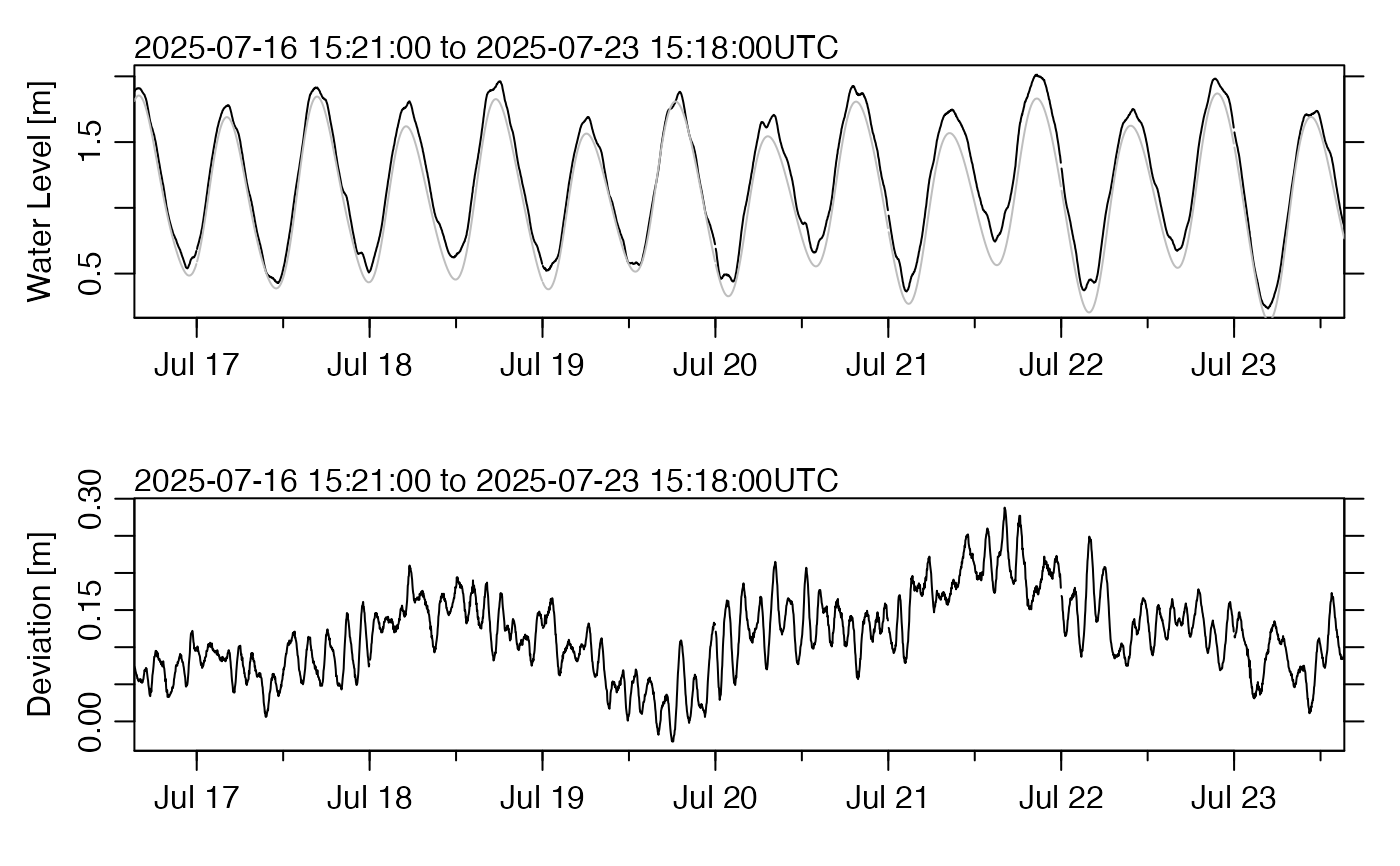 2025-07-16 15:21:00 to 2025-07-23 15:18:00UTC
Water Level [m]
1.5
0.5
Jul 17 Jul 18 Jul 19 Jul 20 Jul 21 Jul 22 Jul 23
2025-07-16 15:21:00 to 2025-07-23 15:18:00UTC
Deviation [m]
0.30
0.15
0.00
Jul 17 Jul 18 Jul 19 Jul 20 Jul 21 Jul 22 Jul 23